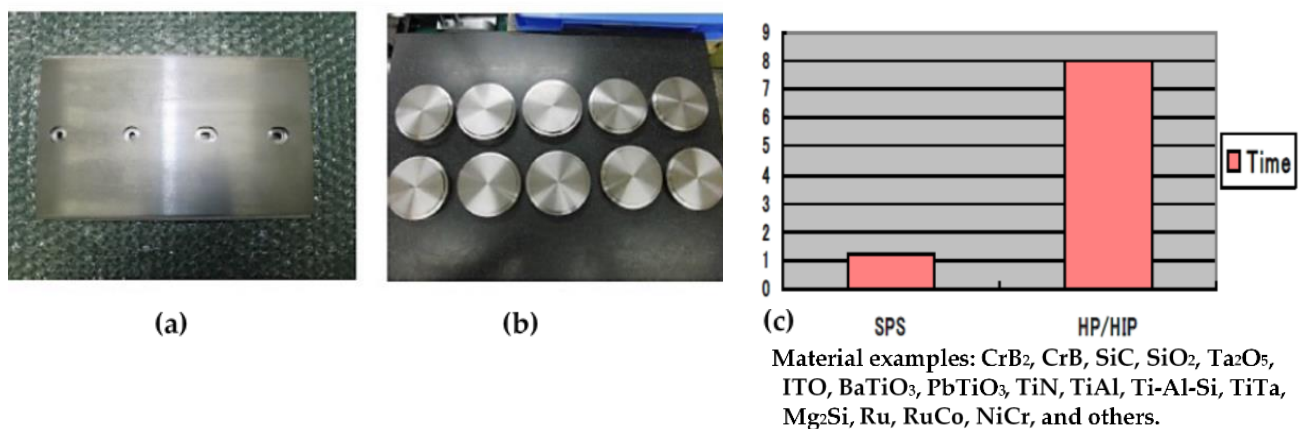 9
8
7
6
5
4
3
2
1
0
Time
SPS
HP/HIP
(a)
(b)
(c)
Material examples: CrB₂, CrB, SiC, SiO₂, Ta₂O₅,
ITO, BaTiO₃, PbTiO₃, TiN, TiAl, Ti-Al-Si, TiTa,
Mg₂Si, Ru, RuCo, NiCr, and others.